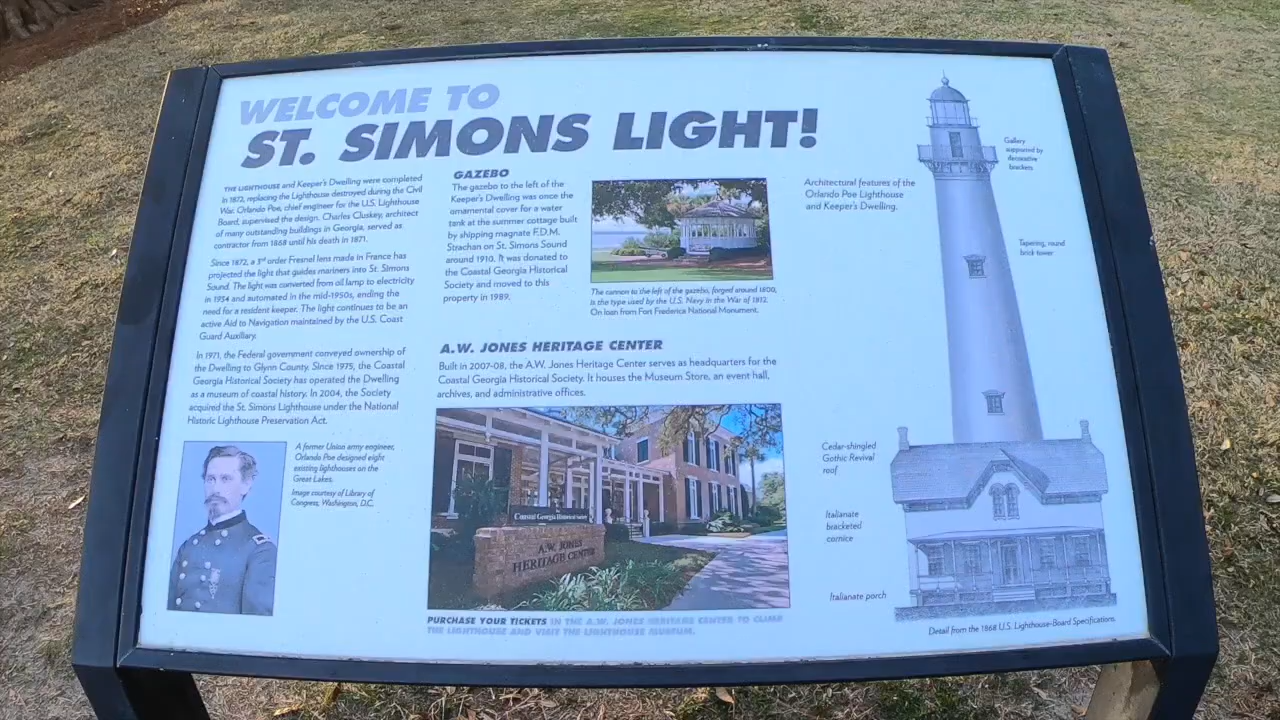 WELCOME TO
ST. SIMONS LIGHT!
THE LIGHTHOUSE and Keeper's Dwelling were completed
in 1872, replacing the Lighthouse destroyed during the Civil
War. Orlando Poe, chief engineer for the U.S. Lighthouse
Board, supervised the design. Charles Cluskey, architect
of many outstanding buildings in Georgia, served as
contractor from 1868 until his death in 1871.
Since 1872, a 3rd order Fresnel lens made in France has
projected the light that guides mariners into St. Simons
Sound. The light was converted from oil lamp to electricity
in 1934 and automated in the mid-1950s, ending the
need for a resident keeper. The light continues to be an
active Aid to Navigation maintained by the U.S. Coast
Guard Auxiliary.
In 1971, the Federal government conveyed ownership of
the Dwelling to Glynn County. Since 1975, the Coastal
Georgia Historical Society has operated the Dwelling
as a museum of coastal history. In 2004, the Society
acquired the St. Simons Lighthouse under the National
Historic Lighthouse Preservation Act.
A former Union army engineer,
Orlando Poe designed eight
existing lighthouses on the
Great Lakes.
Image courtesy of Library of
Congress, Washington, D.C.
GAZEBO
The gazebo to the left of the
Keeper's Dwelling was once the
ornamental cover for a water
tank at the summer cottage built
by shipping magnate F.D.M.
Strachan on St. Simons Sound
around 1910. It was donated to
the Coastal Georgia Historical
Society and moved to this
property in 1989.
The cannon to the left of the gazebo, forged around 1800,
is the type used by the U.S. Navy in the War of 1812.
On loan from Fort Frederica National Monument.
A.W. JONES HERITAGE CENTER
Built in 2007-08, the A.W. Jones Heritage Center serves as headquarters for the
Coastal Georgia Historical Society. It houses the Museum Store, an event hall,
archives, and administrative offices.
Coastal Georgia Historical Society
A.W. JONES
HERITAGE CENTER
PURCHASE YOUR TICKETS IN THE A.W. JONES HERITAGE CENTER TO CLIMB
THE LIGHTHOUSE AND VISIT THE LIGHTHOUSE MUSEUM.
Architectural features of the
Orlando Poe Lighthouse
and Keeper's Dwelling.
Gallery
supported by
decorative
brackets
Tapering, round
brick tower
Cedar-shingled
Gothic Revival
roof
Italianate
bracketed
cornice
Italianate porch
Detail from the 1868 U.S. Lighthouse-Board Specifications.